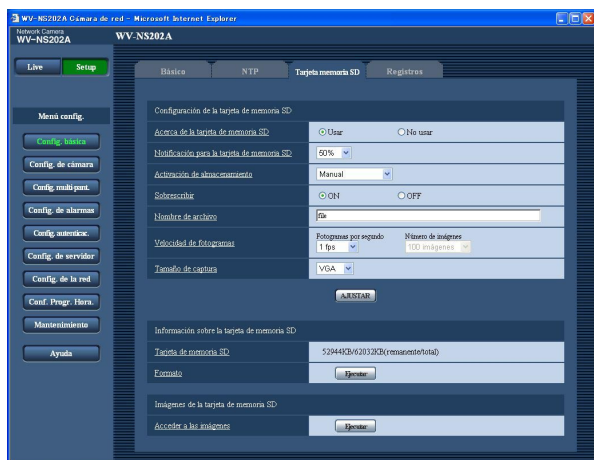 WV-NS202A Cámara de red - Microsoft Internet Explorer
Network Camera
WV-NS202A
WV-NS202A
Live Setup
Básico NTP Tarjeta memoria SD Registros
Menú config.
Config. básica
Config. de cámara
Config. multi-pant.
Config. de alarmas
Config. autenticac.
Config. de servidor
Config. de la red
Conf. Progr. Hora.
Mantenimiento
Ayuda
Configuración de la tarjeta de memoria SD
Acerca de la tarjeta de memoria SD Usar No usar
Notificación para la tarjeta de memoria SD 50%
Activación de almacenamiento Manual
Sobrescribir ON OFF
Nombre de archivo file
Velocidad de fotogramas Fotogramas por segundo Número de imágenes
1 fps 100 imágenes
Tamaño de captura VGA
AJUSTAR
Información sobre la tarjeta de memoria SD
Tarjeta de memoria SD 52944KB/62032KB(remanente/total)
Formato Ejecutar
Imágenes de la tarjeta de memoria SD
Acceder a las imágenes Ejecutar